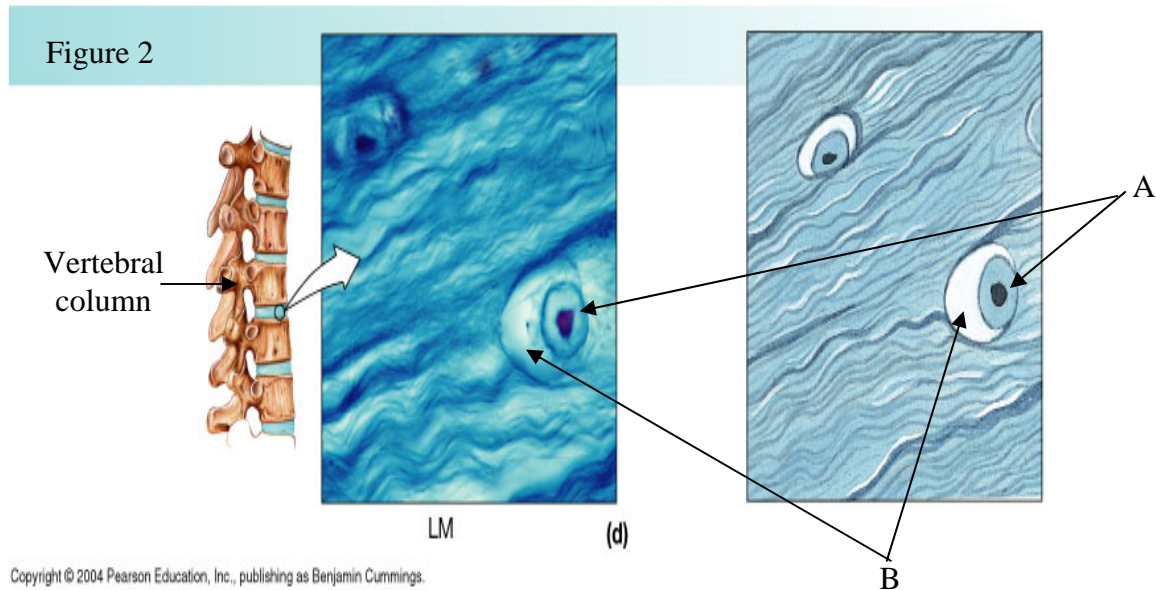 Figure 2
A
Vertebral
column
LM
(d)
B
Copyright © 2004 Pearson Education, Inc., publishing as Benjamin Cummings.